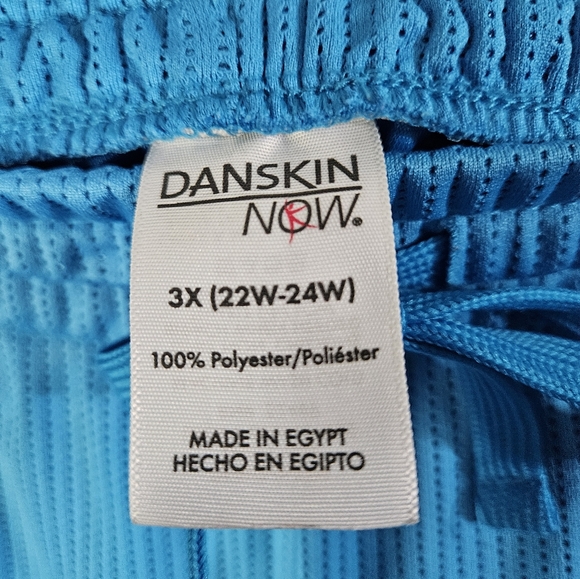 DANSKIN
NOW®
3X (22W-24W)
100% Polyester/Poliéster
MADE IN EGYPT
HECHO EN EGIPTO